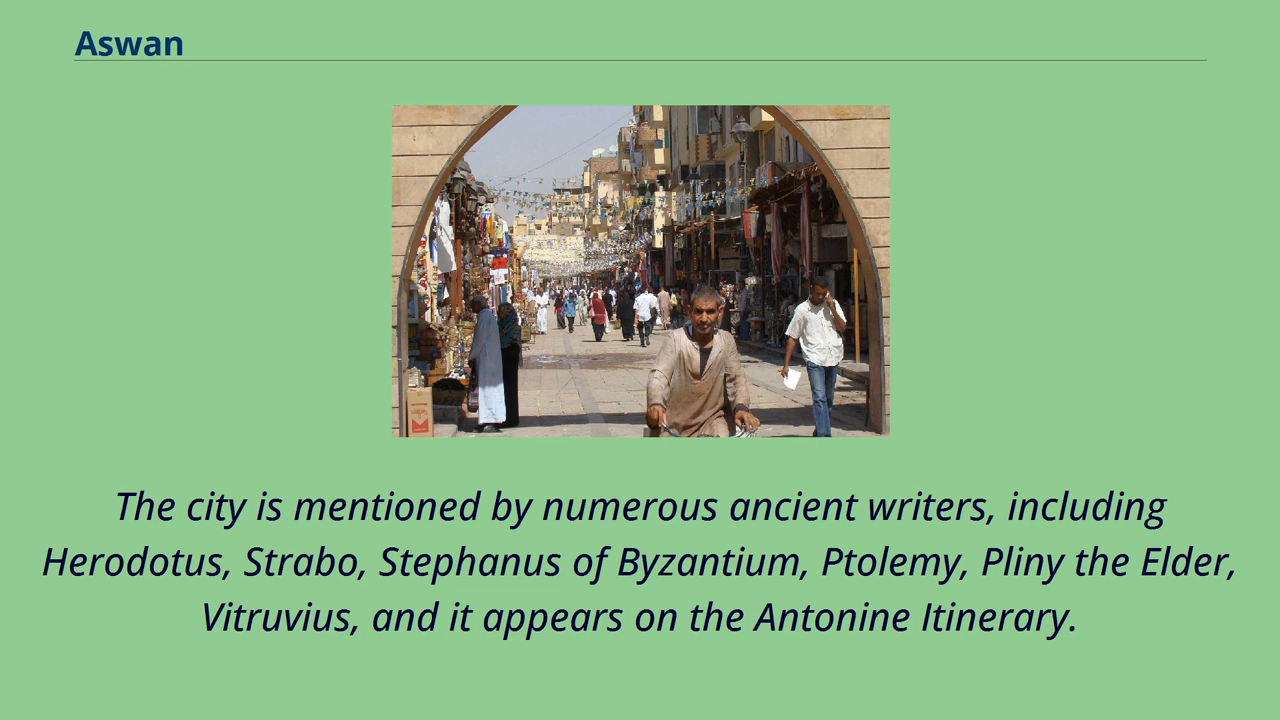 Aswan
The city is mentioned by numerous ancient writers, including
Herodotus, Strabo, Stephanus of Byzantium, Ptolemy, Pliny the Elder,
Vitruvius, and it appears on the Antonine Itinerary.